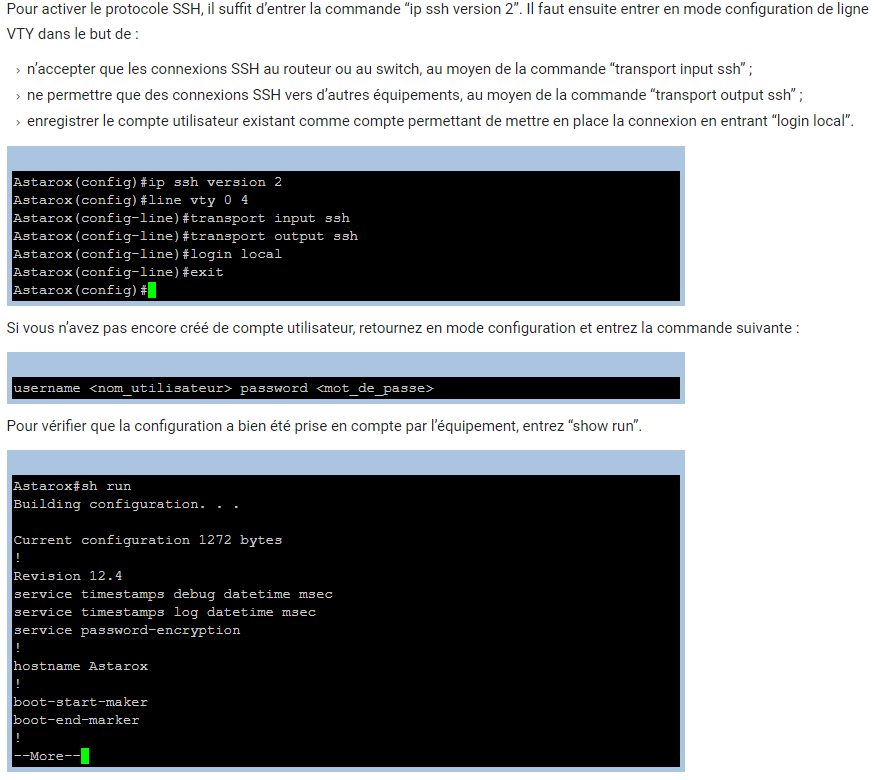 Pour activer le protocole SSH, il suffit d’entrer la commande “ip ssh version 2”. Il faut ensuite entrer en mode configuration de ligne
VTY dans le but de :
› n’accepter que les connexions SSH au routeur ou au switch, au moyen de la commande “transport input ssh” ;
› ne permettre que des connexions SSH vers d’autres équipements, au moyen de la commande “transport output ssh” ;
› enregistrer le compte utilisateur existant comme compte permettant de mettre en place la connexion en entrant “login local”.
Astarox(config)#ip ssh version 2
Astarox(config)#line vty 0 4
Astarox(config-line)#transport input ssh
Astarox(config-line)#transport output ssh
Astarox(config-line)#login local
Astarox(config-line)#exit
Astarox(config)#
Si vous n’avez pas encore créé de compte utilisateur, retournez en mode configuration et entrez la commande suivante :
username <nom_utilisateur> password <mot_de_passe>
Pour vérifier que la configuration a bien été prise en compte par l’équipement, entrez “show run”.
Astarox#sh run
Building configuration. . .
Current configuration 1272 bytes
!
Revision 12.4
service timestamps debug datetime msec
service timestamps log datetime msec
service password-encryption
!
hostname Astarox
!
boot-start-maker
boot-end-marker
!
--More--